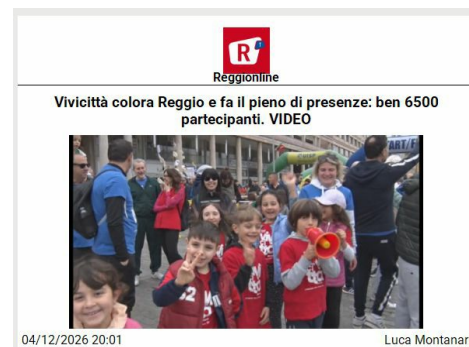 R
Reggionline
Vivicittà colora Reggio e fa il pieno di presenze: ben 6500
partecipanti. VIDEO
START/F
04/12/2026 20:01
Luca Montanar